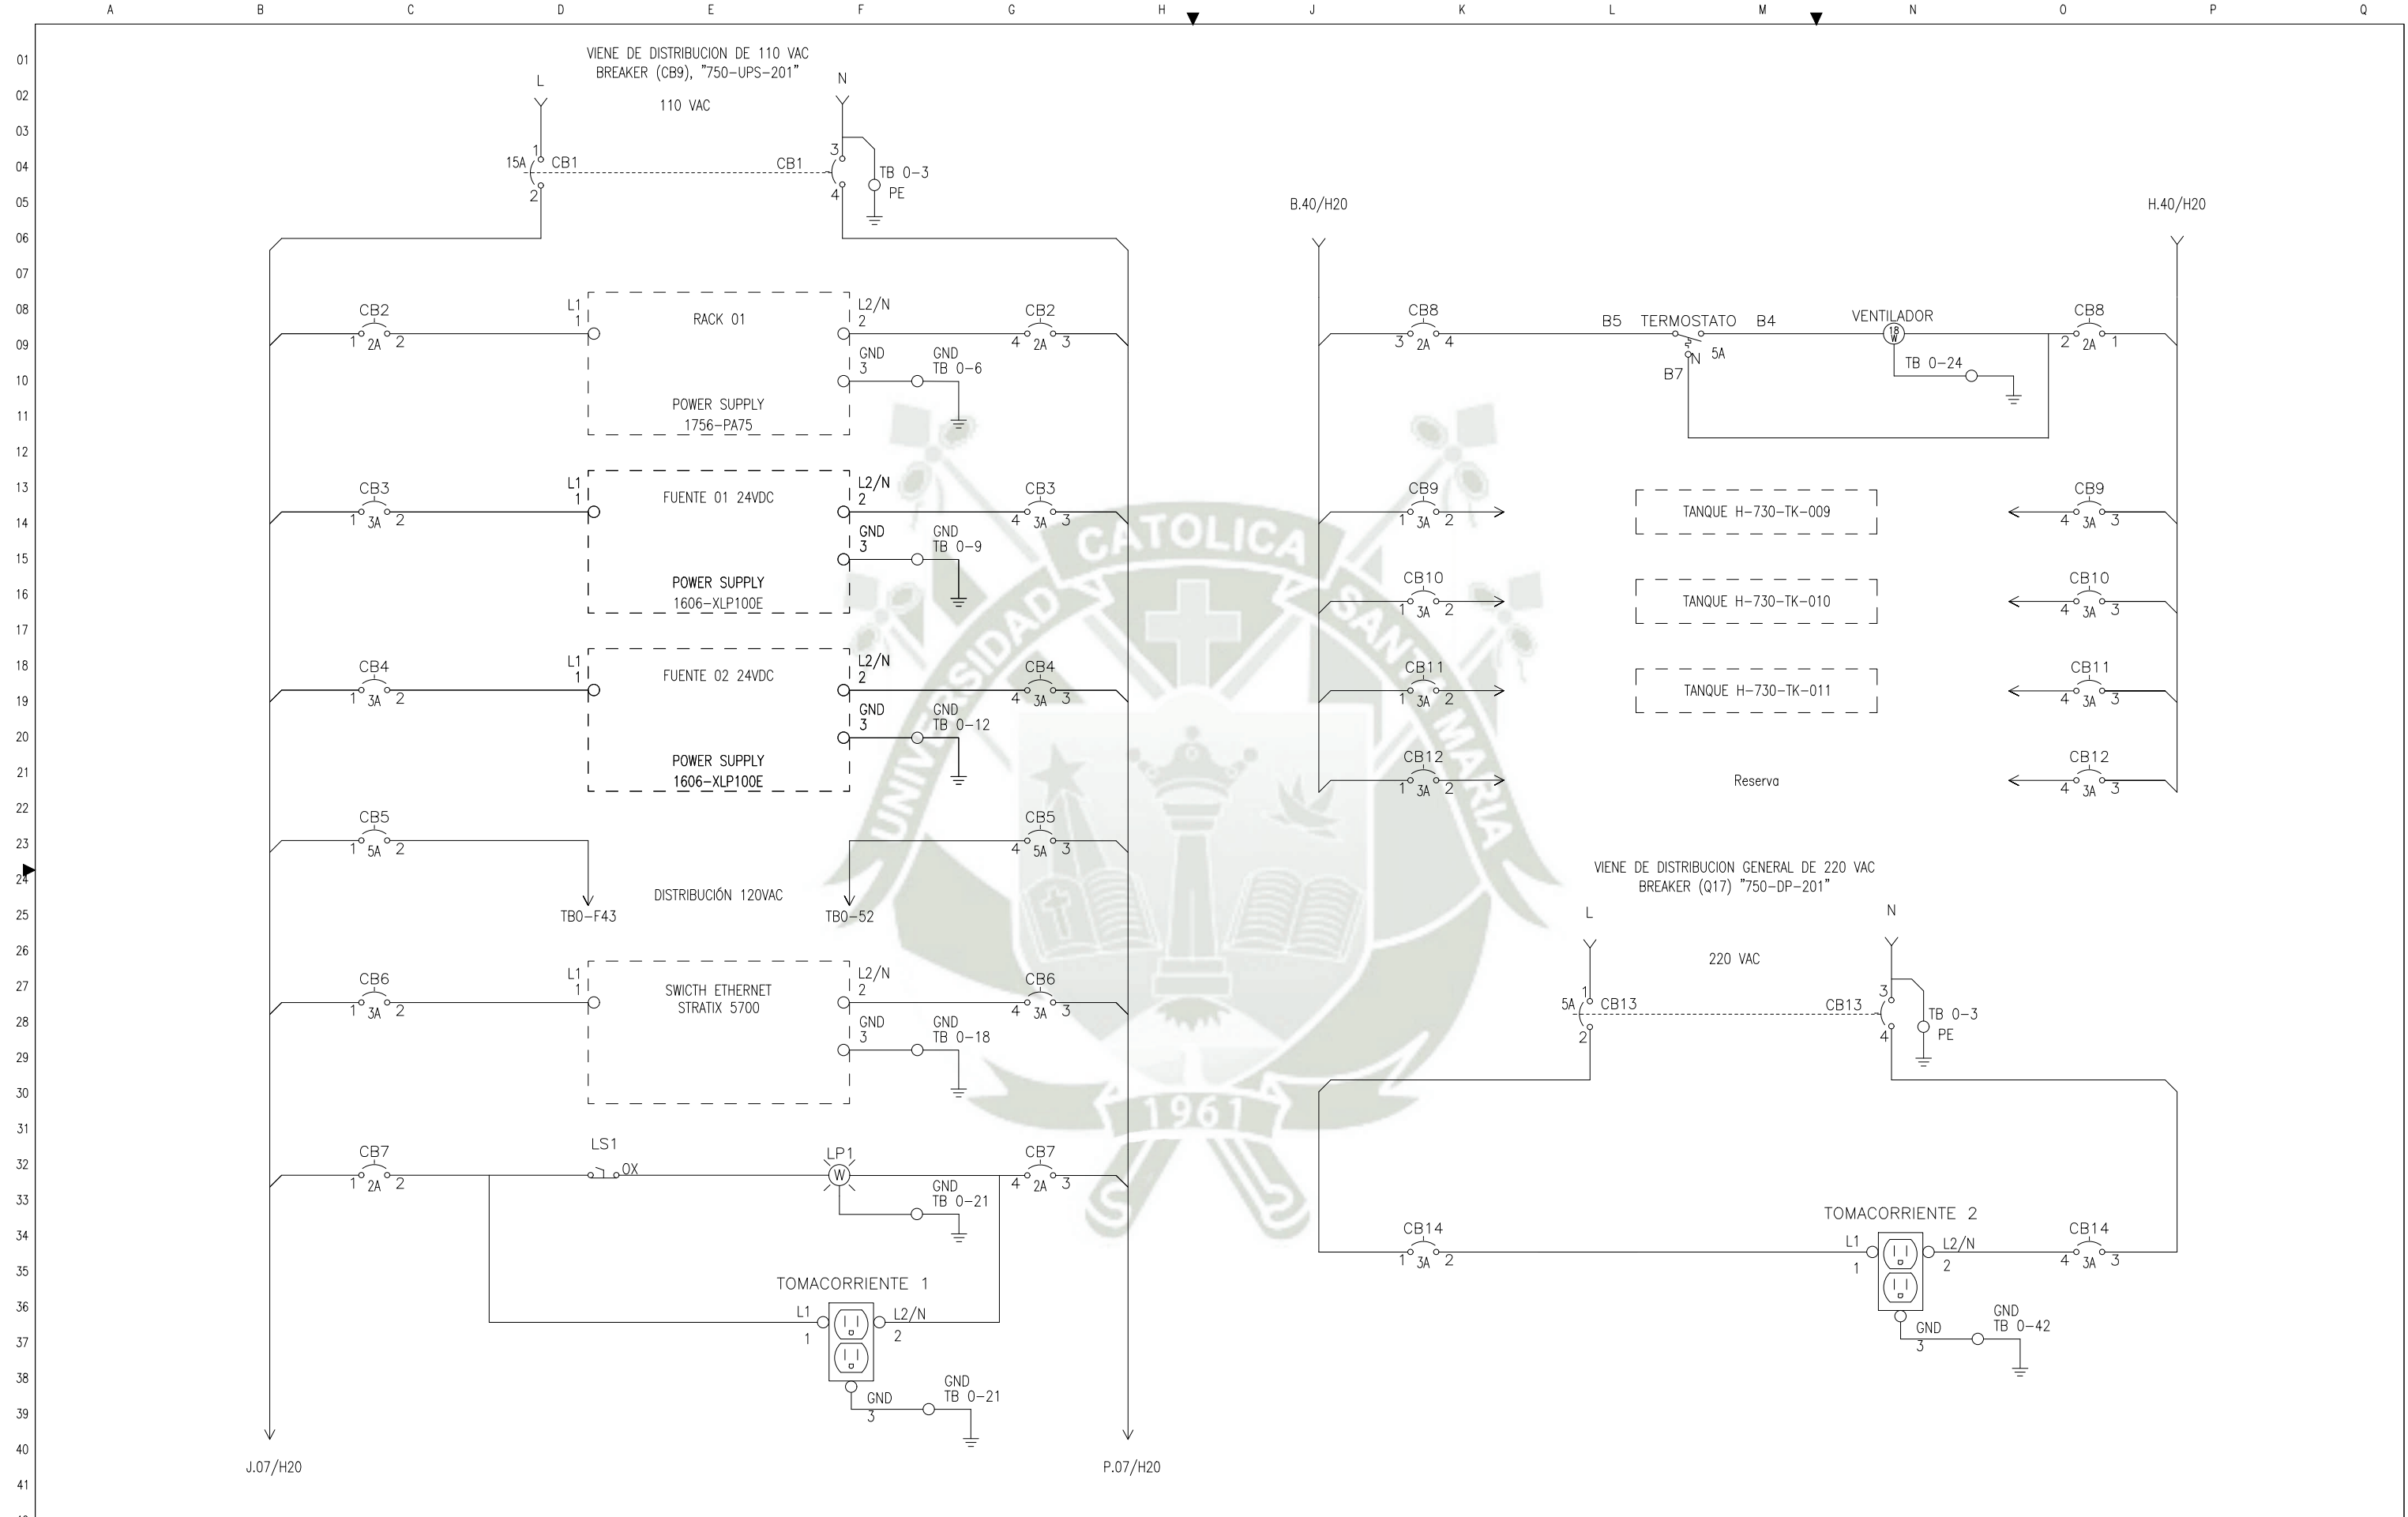 A B C D E F G H J K L M N O P Q
01
02
03
04
05
06
07
08
09
10
11
12
13
14
15
16
17
18
19
20
21
22
23
24
25
26
27
28
29
30
31
32
33
34
35
36
37
38
39
40
41
VIENE DE DISTRIBUCION DE 110 VAC
BREAKER (CB9), "750-UPS-201"
L
N
110 VAC
1
15A
CB1
2
CB1
3
4
TB 0-3
PE
CB2
1 2A 2
L1
1
RACK 01
POWER SUPPLY
1756-PA75
L2/N
2
GND
3
GND
TB 0-6
CB2
4 2A 3
CB3
1 3A 2
L1
1
FUENTE 01 24VDC
POWER SUPPLY
1606-XLP100E
L2/N
2
GND
3
GND
TB 0-9
CB3
4 3A 3
CB4
1 3A 2
L1
1
FUENTE 02 24VDC
POWER SUPPLY
1606-XLP100E
L2/N
2
GND
3
GND
TB 0-12
CB4
4 3A 3
CB5
1 5A 2
TB0-F43
DISTRIBUCIÓN 120VAC
TB0-52
CB5
4 5A 3
CB6
1 3A 2
L1
1
SWICTH ETHERNET
STRATIX 5700
L2/N
2
GND
3
GND
TB 0-18
CB6
4 3A 3
CB7
1 2A 2
LS1
OX
LP1
W
GND
TB 0-21
CB7
4 2A 3
TOMACORRIENTE 1
L1
1
L2/N
2
GND
3
GND
TB 0-21
J.07/H20
P.07/H20
B.40/H20
H.40/H20
CB8
3 2A 4
B5 TERMOSTATO B4
N 5A
B7
VENTILADOR
18
W
TB 0-24
CB8
2 2A 1
CB9
1 3A 2
TANQUE H-730-TK-009
CB9
4 3A 3
CB10
1 3A 2
TANQUE H-730-TK-010
CB10
4 3A 3
CB11
1 3A 2
TANQUE H-730-TK-011
CB11
4 3A 3
CB12
1 3A 2
Reserva
CB12
4 3A 3
VIENE DE DISTRIBUCION GENERAL DE 220 VAC
BREAKER (Q17) "750-DP-201"
L
N
220 VAC
1
5A
CB13
2
CB13
3
4
TB 0-3
PE
CB14
1 3A 2
TOMACORRIENTE 2
L1
1
L2/N
2
GND
3
GND
TB 0-42
CB14
4 3A 3
UNIVERSIDAD CATOLICA SANTA MARIA
1961